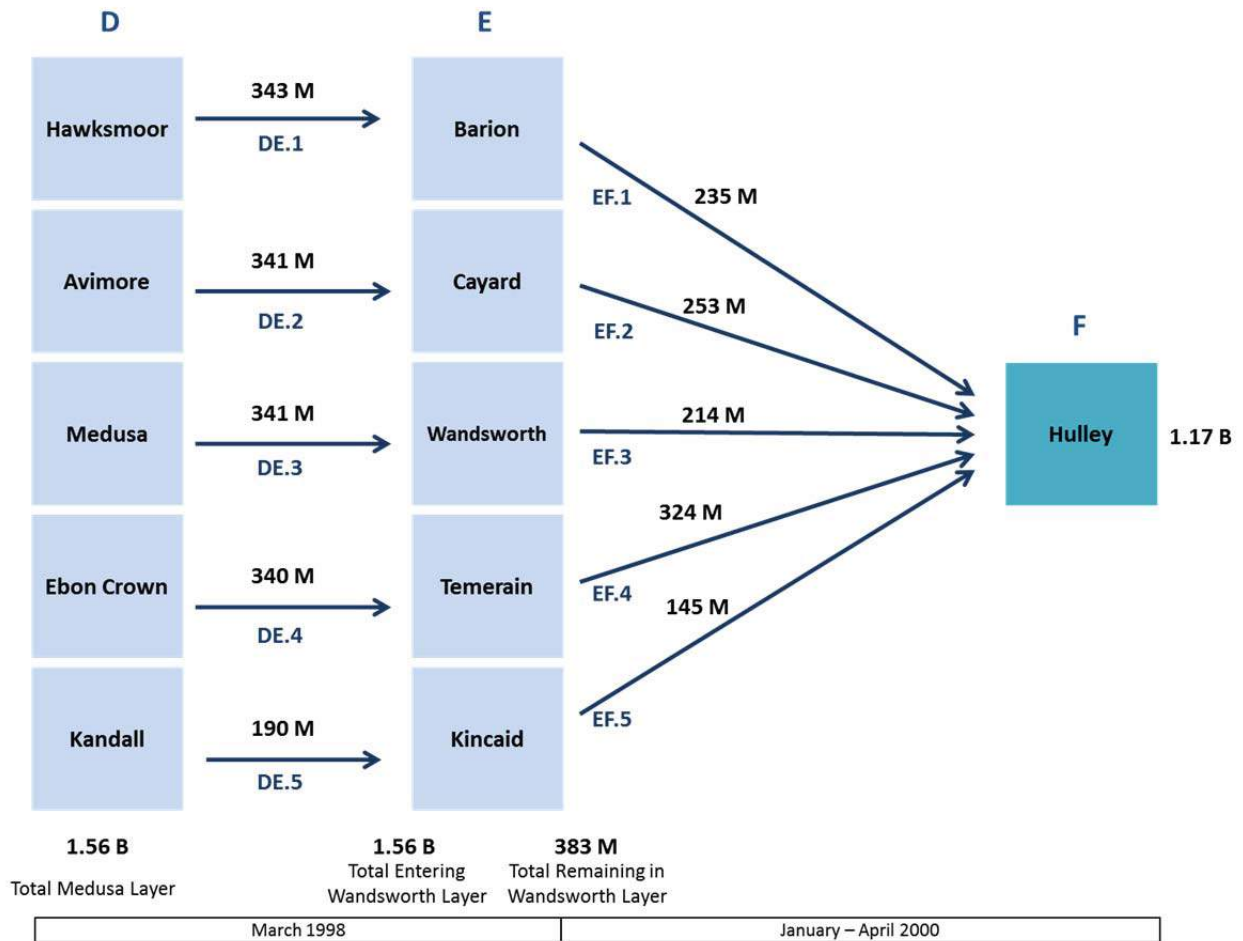 D
E
Hawksmoor
343 M
DE.1
Barion
EF.1
235 M
Avimore
341 M
DE.2
Cayard
EF.2
253 M
F
Medusa
341 M
DE.3
Wandsworth
214 M
EF.3
Hulley
1.17 B
Ebon Crown
340 M
DE.4
Temerain
324 M
EF.4
145 M
Kandall
190 M
DE.5
Kincaid
EF.5
1.56 B
Total Medusa Layer
1.56 B
Total Entering
Wandsworth Layer
383 M
Total Remaining in
Wandsworth Layer
March 1998
January – April 2000